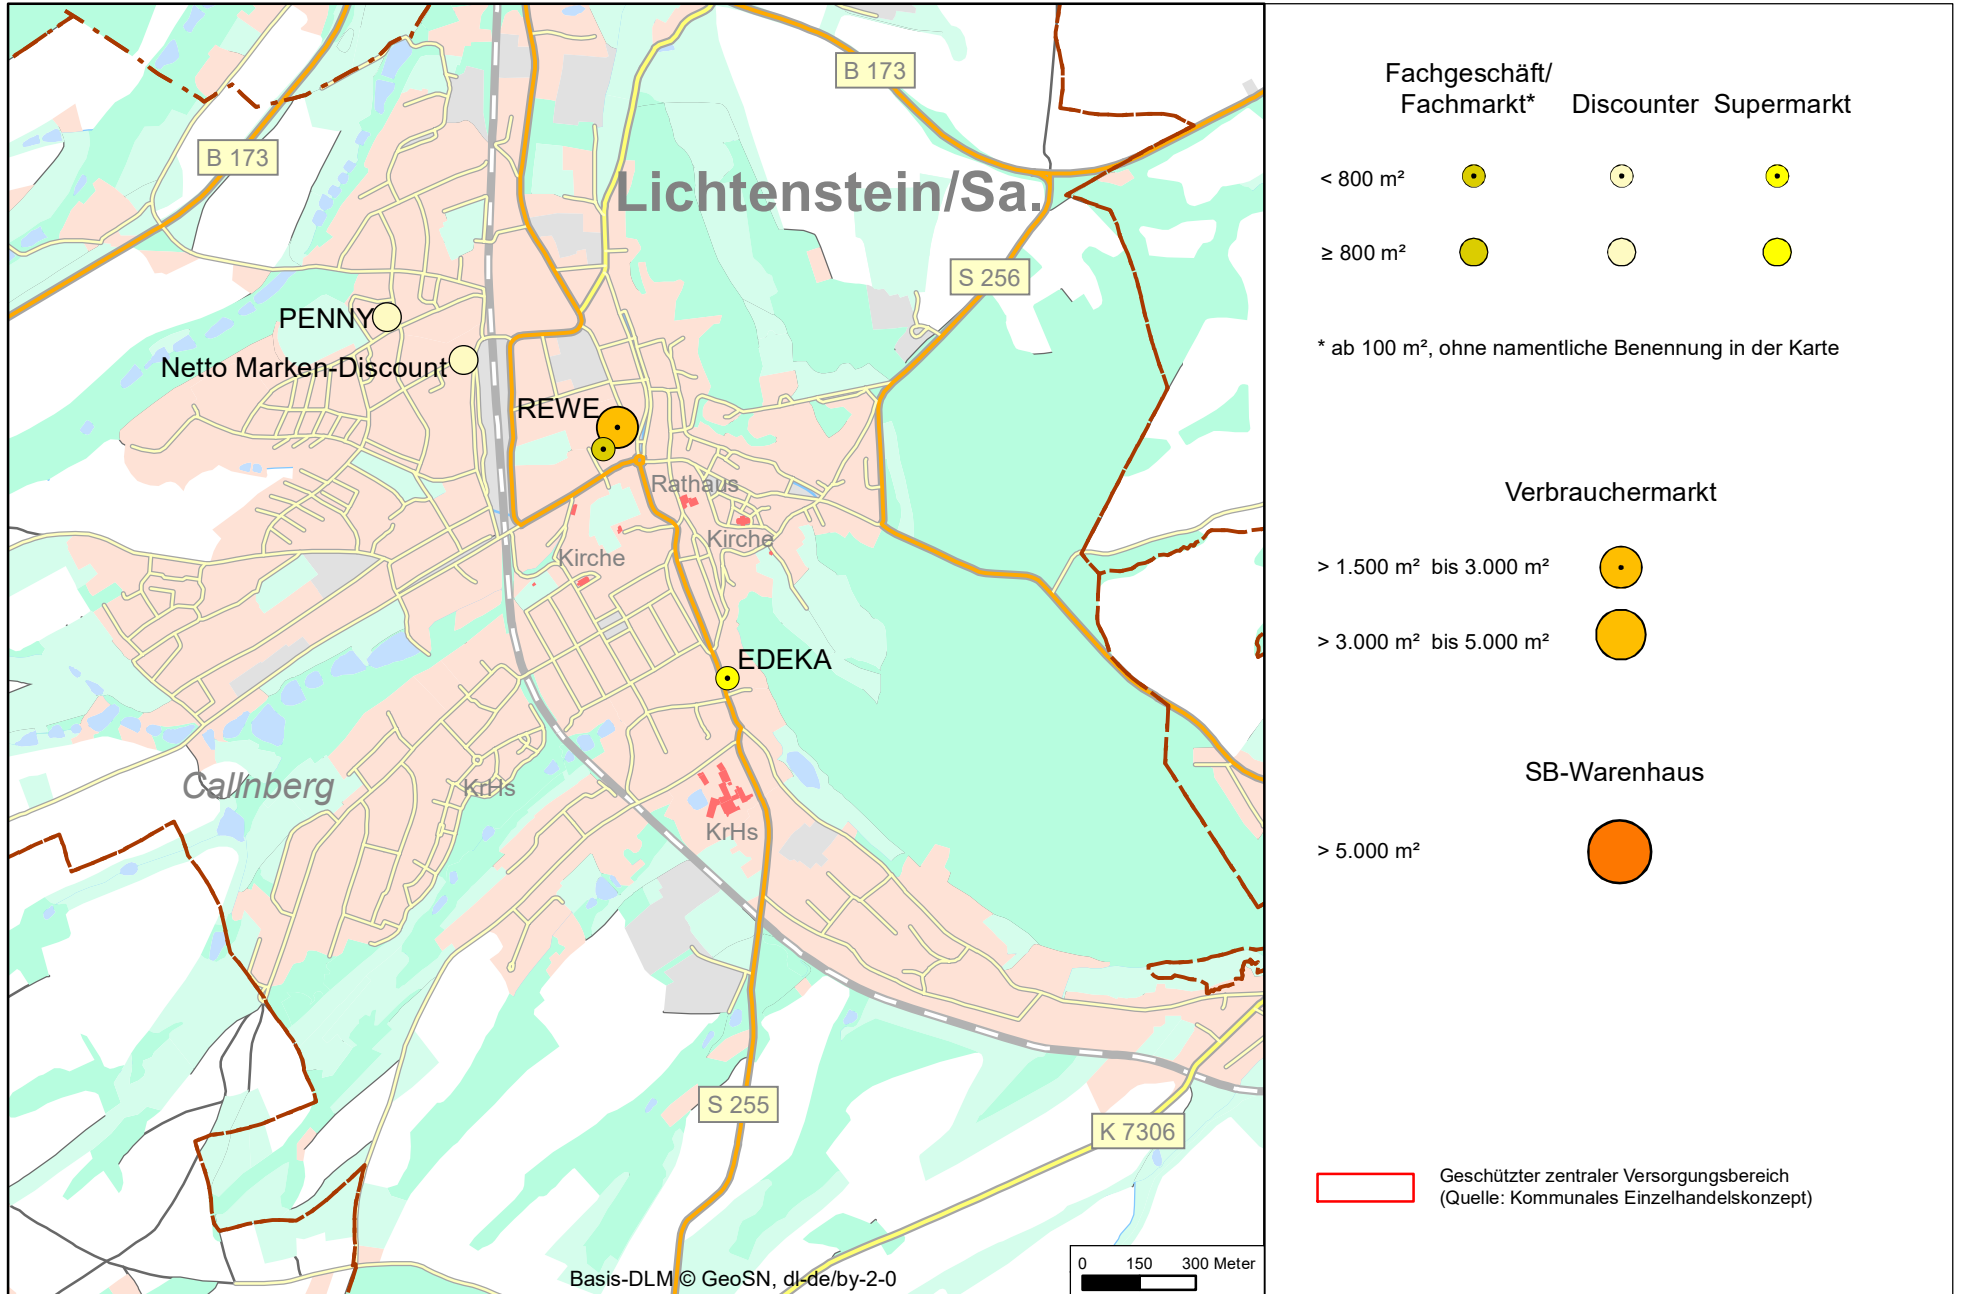 B 173
B 173
Lichtenstein/Sa.
S 256
PENNY
Netto Marken-Discount
REWE
Rathaus
Kirche
Kirche
EDEKA
Callnberg
KrHs
KrHs
S 255
K 7306
Basis-DLM © GeoSN, dl-de/by-2-0
0 150 300 Meter
Fachgeschäft/
Fachmarkt* Discounter Supermarkt
< 800 m²
≥ 800 m²
* ab 100 m², ohne namentliche Benennung in der Karte
Verbrauchermarkt
> 1.500 m² bis 3.000 m²
> 3.000 m² bis 5.000 m²
SB-Warenhaus
> 5.000 m²
Geschützter zentraler Versorgungsbereich
(Quelle: Kommunales Einzelhandelskonzept)